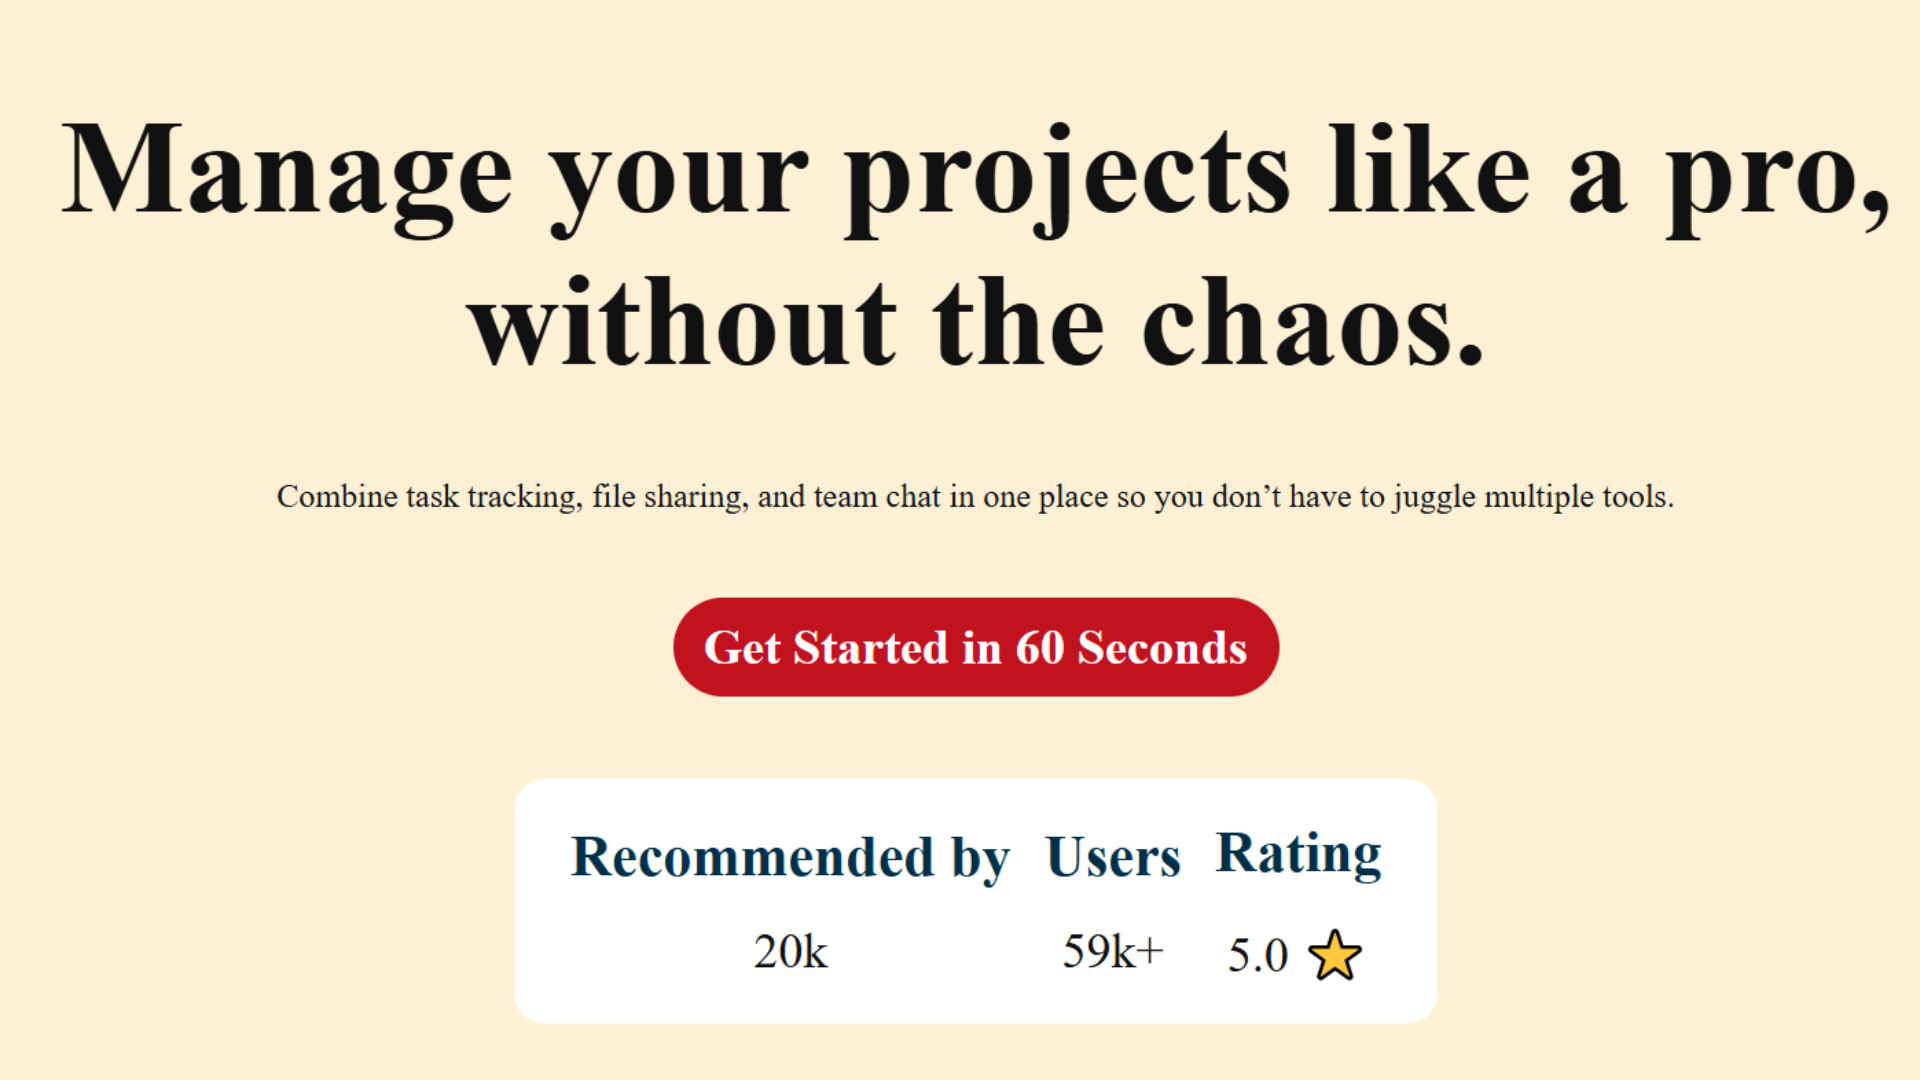 Manage your projects like a pro,
without the chaos.
Combine task tracking, file sharing, and team chat in one place so you don’t have to juggle multiple tools.
Get Started in 60 Seconds
Recommended by Users Rating
20k 59k+ 5.0